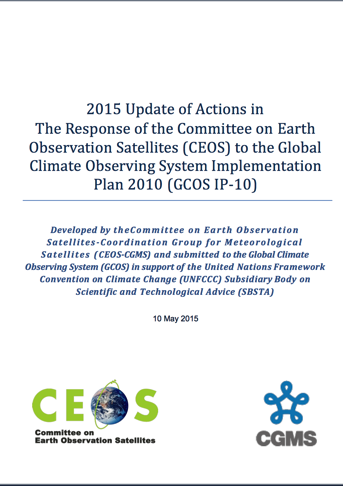 2015 Update of Actions in
The Response of the Committee on Earth
Observation Satellites (CEOS) to the Global
Climate Observing System Implementation
Plan 2010 (GCOS IP-10)
Developed by theCommittee on Earth Observation
Satellites-Coordination Group for Meteorological
Satellites (CEOS-CGMS) and submitted to the Global Climate
Observing System (GCOS) in support of the United Nations Framework
Convention on Climate Change (UNFCCC) Subsidiary Body on
Scientific and Technological Advice (SBSTA)
10 May 2015
CEOS
Committee on
Earth Observation Satellites
CGMS